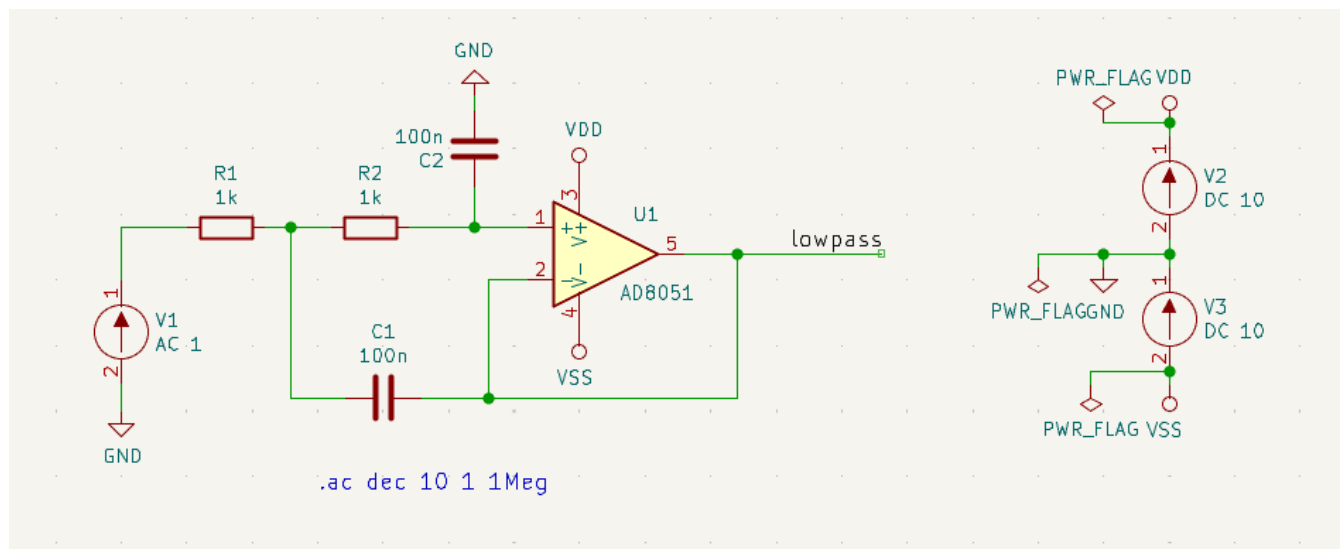 GND
100n
C2
VDD
3
R1
1k
R2
1k
1
+
V+
U1
5
lowpass
2
-
V-
AD8051
4
1
V1
AC 1
2
GND
C1
100n
VSS
.ac dec 10 1 1Meg
PWR_FLAG
VDD
1
V2
DC 10
2
PWR_FLAG
GND
1
V3
DC 10
2
PWR_FLAG
VSS